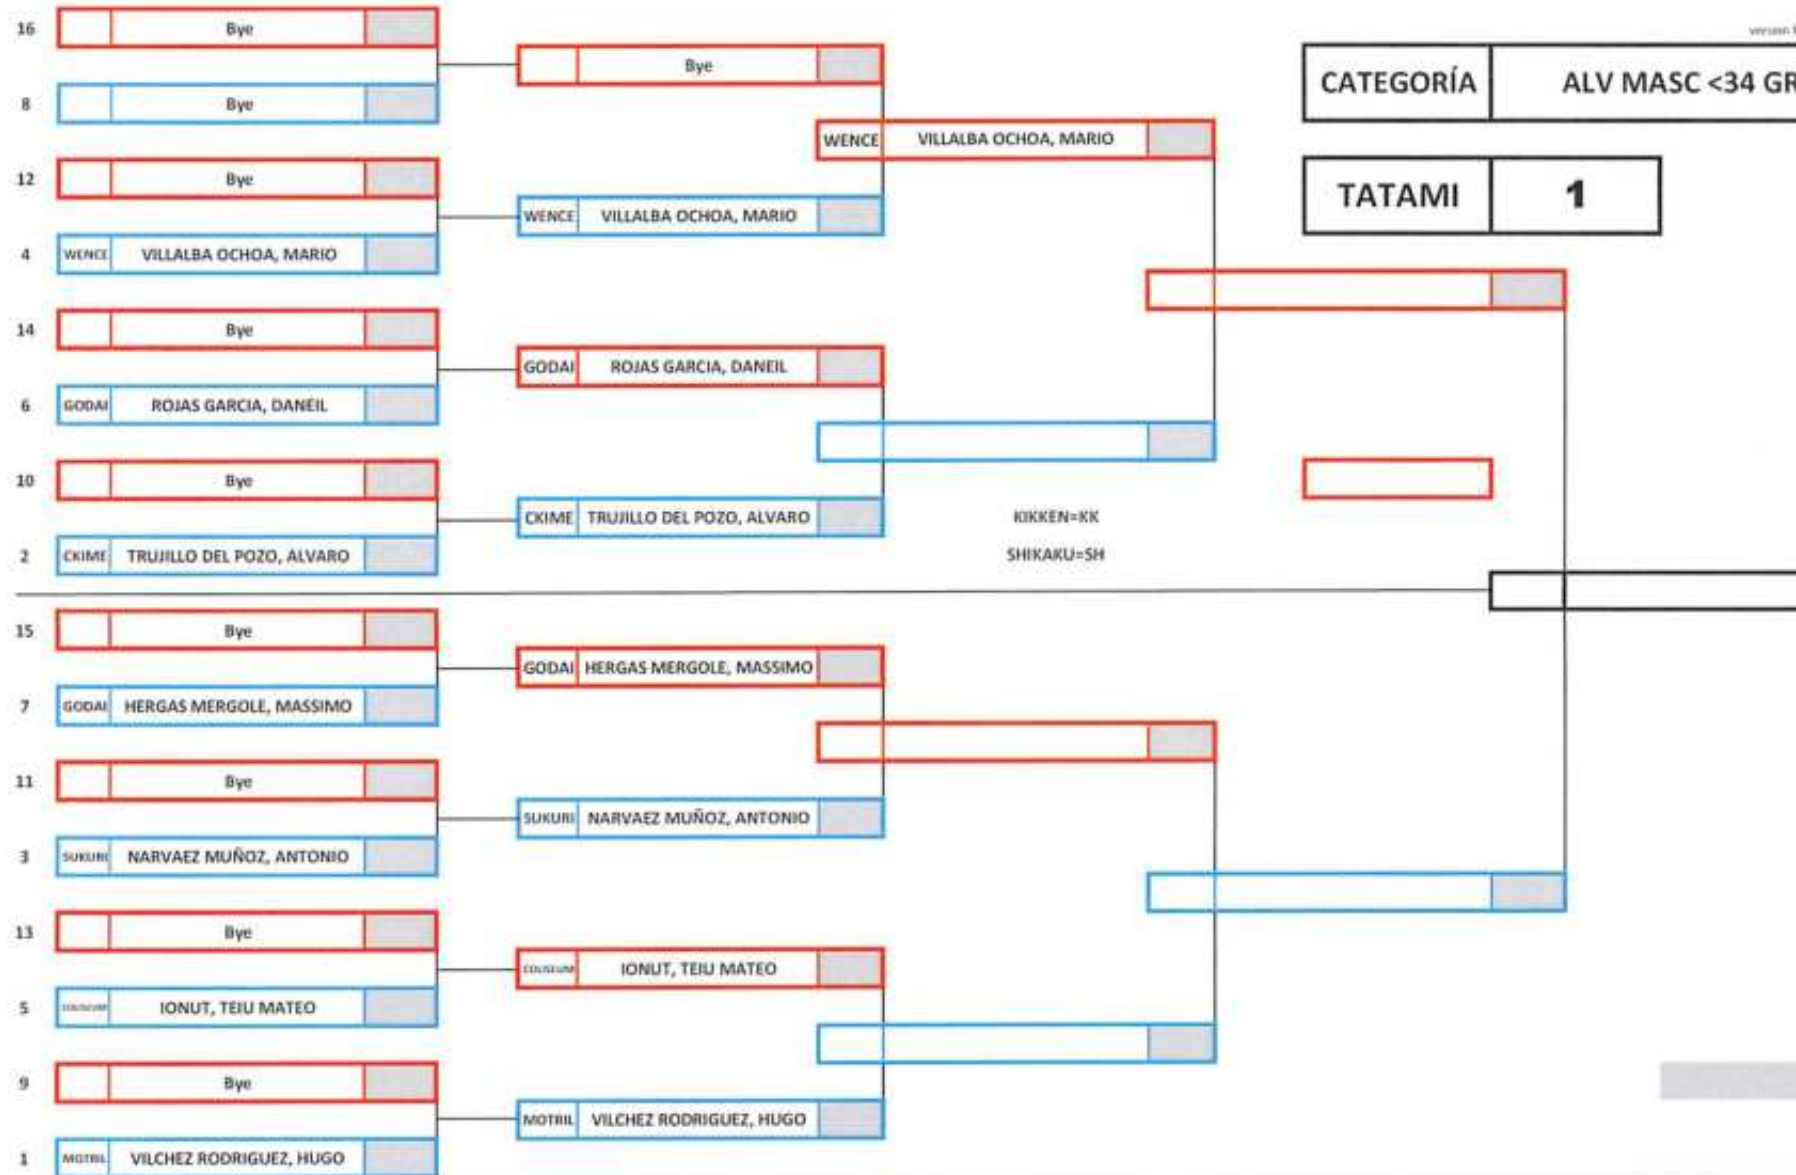 16 Bye
8 Bye
12 Bye
4 WENCE VILLALBA OCHOA, MARIO
14 Bye
6 GODAI ROJAS GARCIA, DANEIL
10 Bye
2 CKIME TRUJILLO DEL POZO, ALVARO
15 Bye
7 GODAI HERGAS MERGOLE, MASSIMO
11 Bye
3 SUKURI NARVAEZ MUÑOZ, ANTONIO
13 Bye
5 COLISEUM IONUT, TEIU MATEO
9 Bye
1 MOTRIL VILCHEZ RODRIGUEZ, HUGO
Bye
WENCE VILLALBA OCHOA, MARIO
GODAI ROJAS GARCIA, DANEIL
CKIME TRUJILLO DEL POZO, ALVARO
GODAI HERGAS MERGOLE, MASSIMO
SUKURI NARVAEZ MUÑOZ, ANTONIO
COLISEUM IONUT, TEIU MATEO
MOTRIL VILCHEZ RODRIGUEZ, HUGO
WENCE VILLALBA OCHOA, MARIO
KIKKEN=KK
SHIKAKU=SH
version
CATEGORÍA ALV MASC <34 GR
TATAMI 1